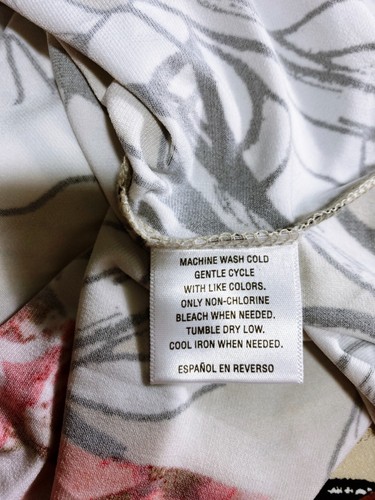 MACHINE WASH COLD
GENTLE CYCLE
WITH LIKE COLORS.
ONLY NON-CHLORINE
BLEACH WHEN NEEDED.
TUMBLE DRY LOW.
COOL IRON WHEN NEEDED.
ESPAÑOL EN REVERSO